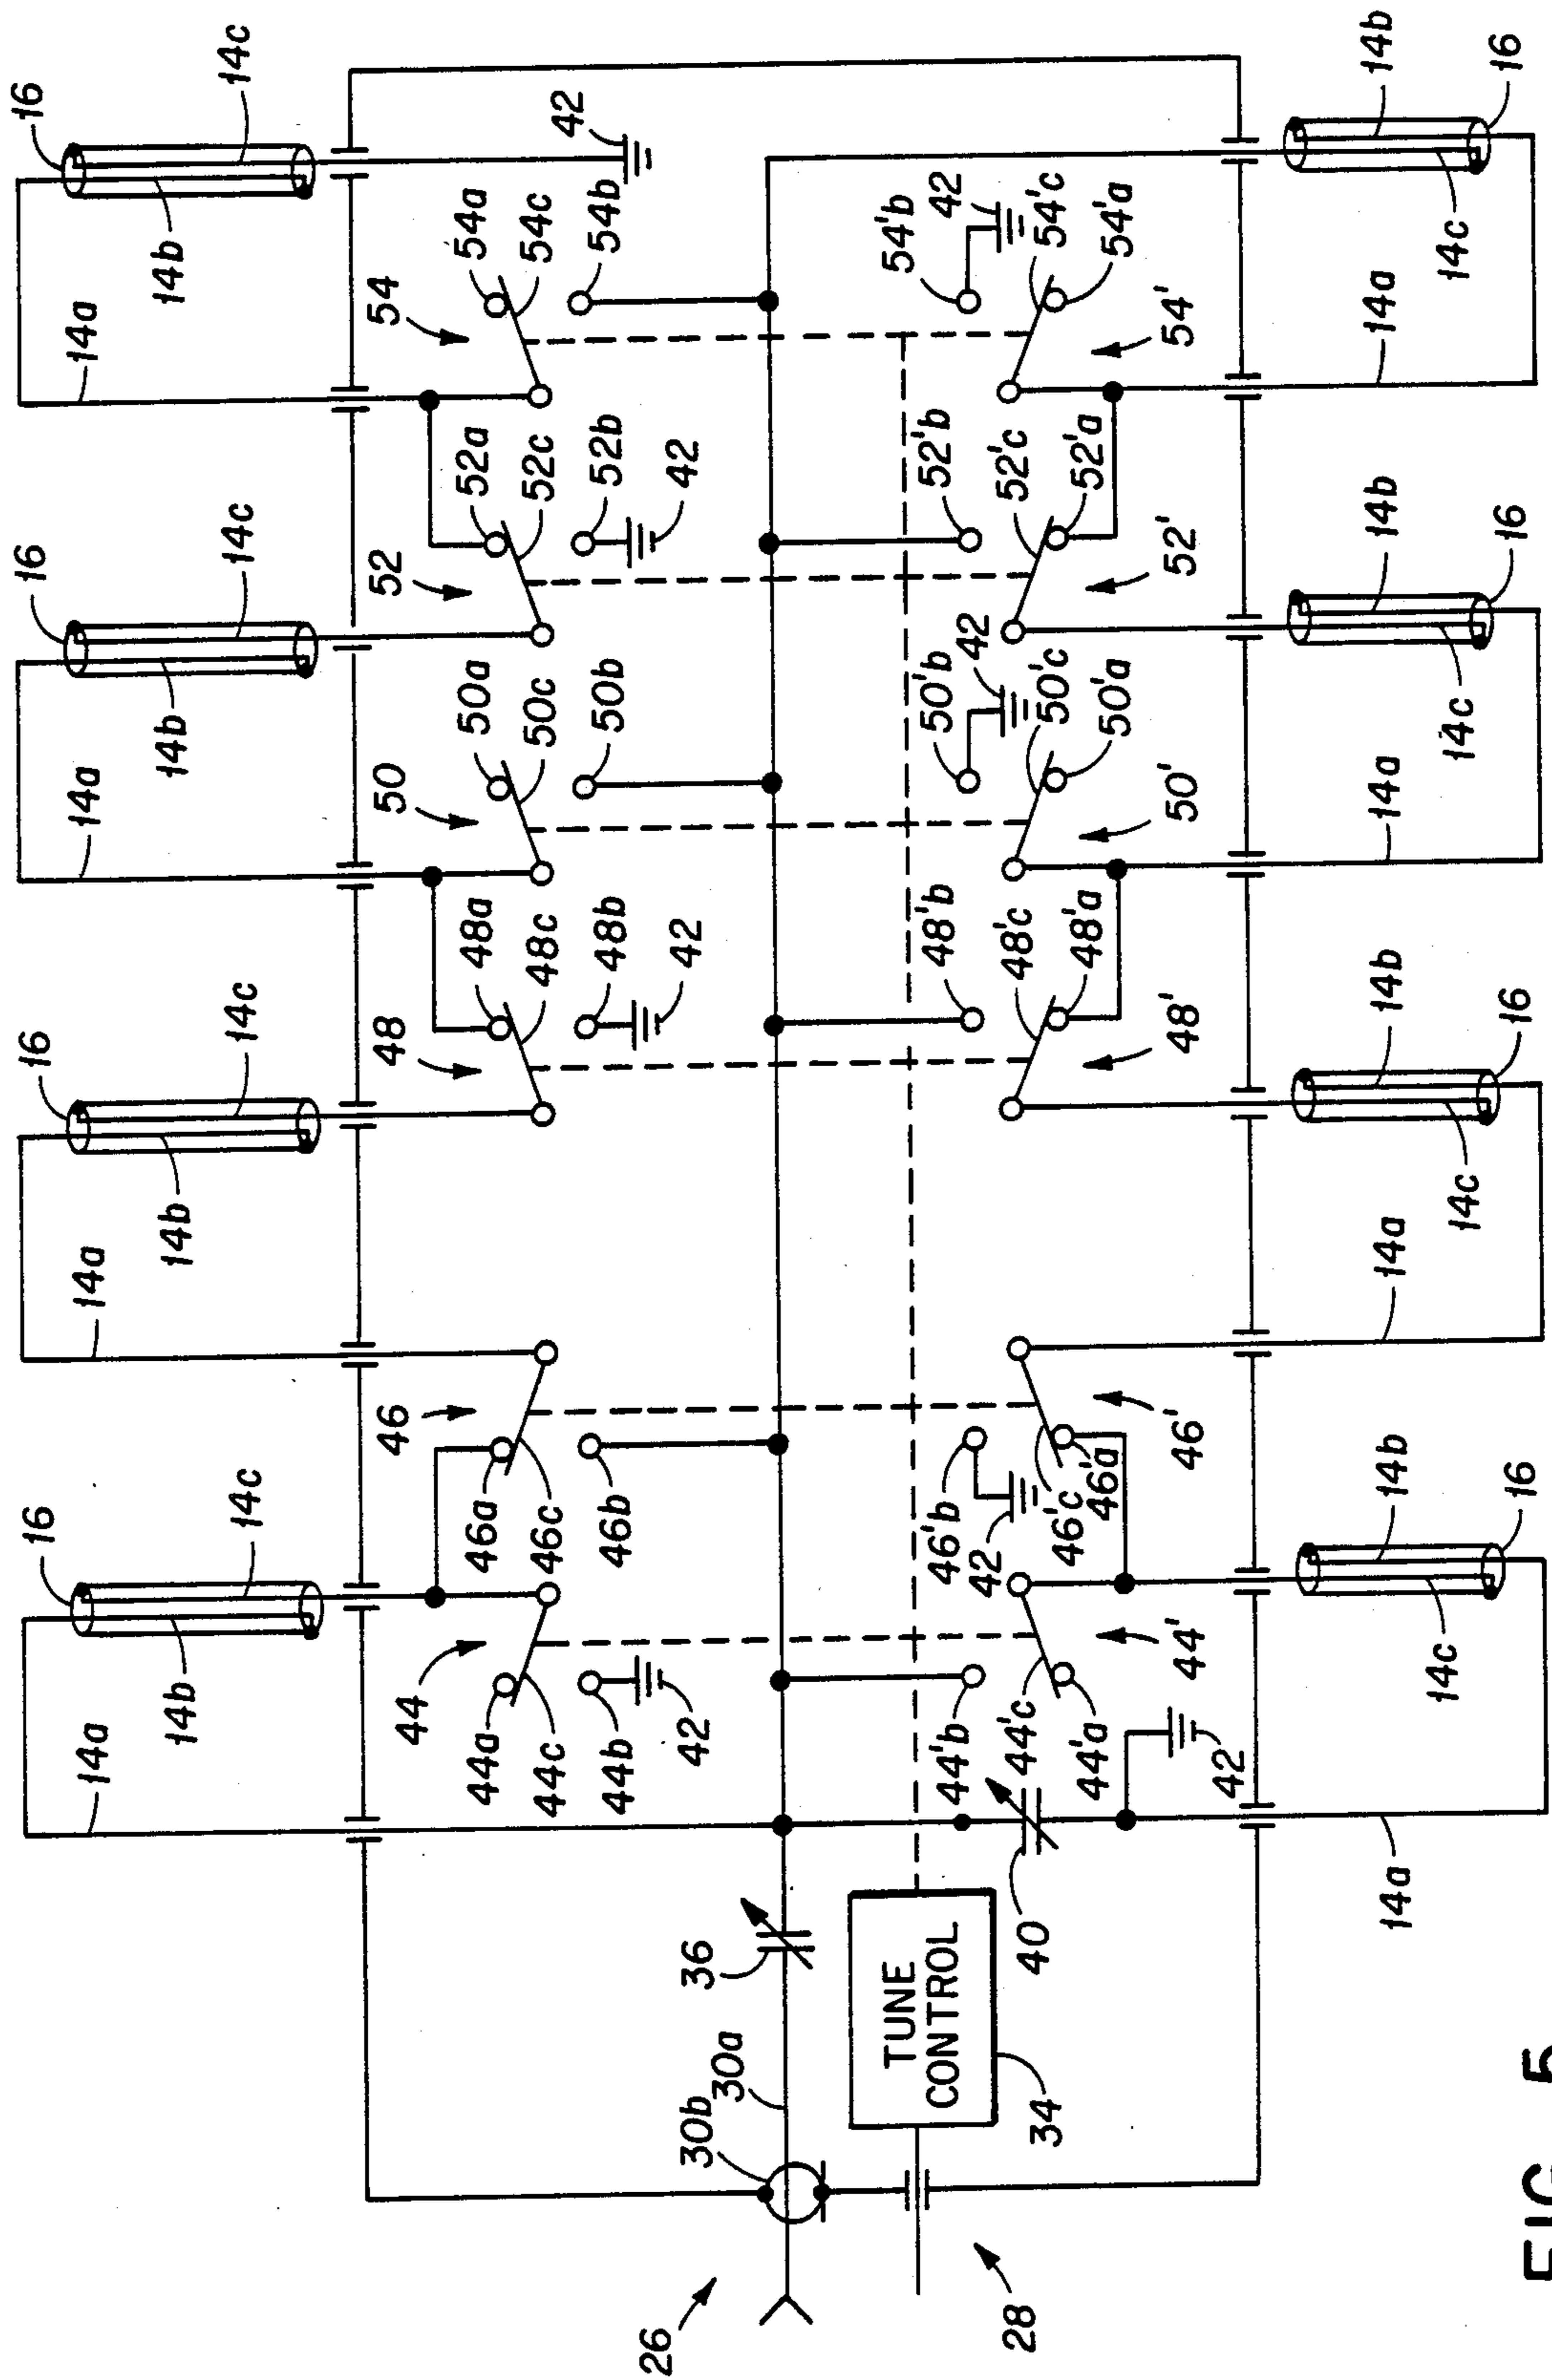 16
14c
16
14c
16
14c
16
14c
14a
14b
14a
14b
14a
14b
14a
14b
42
44
44a
44c
44b
42
46
46a
46c
46b
48
48a
48c
48b
42
50
50a
50c
50b
52
52a
52c
52b
42
54
54a
54c
54b
26
28
30b
30a
36
TUNE
CONTROL
34
40
44'b
44'c
44'a
44'
42
46'b
42
46'c
46'a
46'
48'b
48'c
48'a
48'
50'b
42
50'c
50'a
50'
52'b
52'c
52'a
52'
54'b
42
54'c
54'a
54'
14a
14c
14b
16
14a
14c
14b
16
14a
14c
14b
16
14a
14c
14b
16